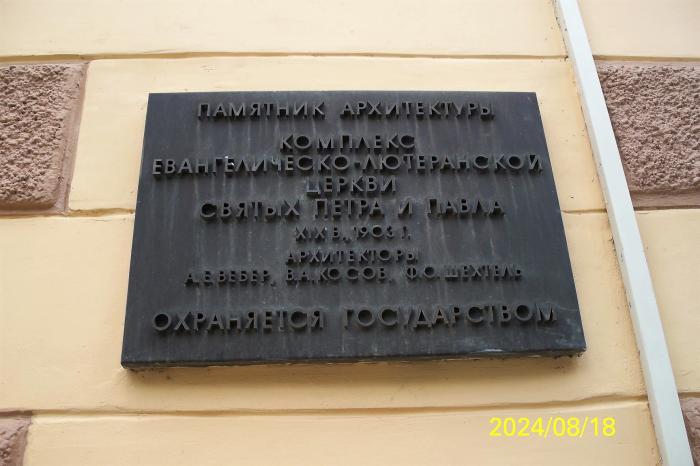 ПАМЯТНИК АРХИТЕКТУРЫ
КОМПЛЕКС
ЕВАНГЕЛИЧЕСКО-ЛЮТЕРАНСКОЙ
ЦЕРКВИ
СВЯТЫХ ПЕТРА И ПАВЛА
XIX В., 1903 Г.
АРХИТЕКТОРЫ
А.Ф.ВЕБЕР, В.А.КОСОВ, Ф.О.ШЕХТЕЛЬ
ОХРАНЯЕТСЯ ГОСУДАРСТВОМ
2024/08/18